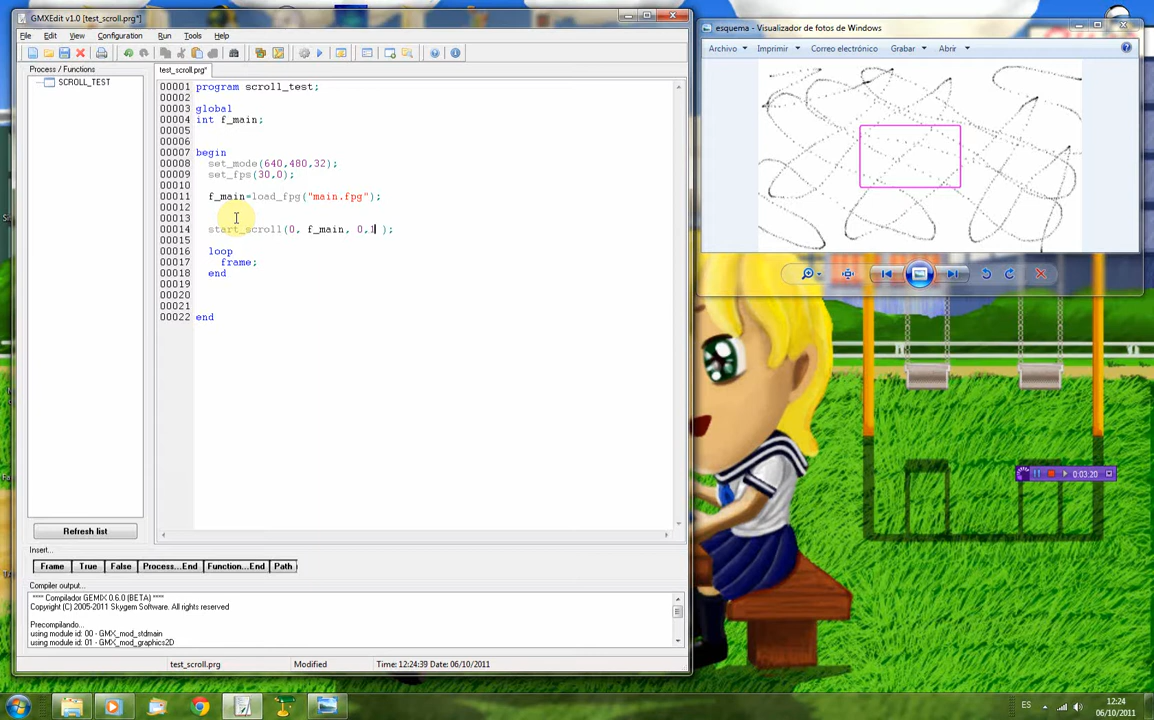 GMXEdit v1.0 [test_scroll.prg*]
File Edit View Configuration Run Tools Help
Process / Functions
SCROLL_TEST
test_scroll.prg*
00001 program scroll_test;
00002
00003 global
00004 int f_main;
00005
00006
00007 begin
00008 set_mode(640,480,32);
00009 set_fps(30,0);
00010
00011 f_main=load_fpg("main.fpg");
00012
00013
00014 start_scroll(0, f_main, 0,1 );
00015
00016 loop
00017 frame;
00018 end
00019
00020
00021
00022 end
Refresh list
Insert...
Frame True False Process...End Function...End Path
Compiler output...
**** Compilador GEMIX 0.6.0 (BETA) ****
Copyright (C) 2005-2011 Skygem Software. All rights reserved
Precompilando...
using module id: 00 - GMX_mod_stdmain
using module id: 01 - GMX_mod_graphics2D
test_scroll.prg Modified Time: 12:24:39 Date: 06/10/2011
esquema - Visualizador de fotos de Windows
Archivo Imprimir Correo electrónico Grabar Abrir
0:03:20
ES
12:24
06/10/2011